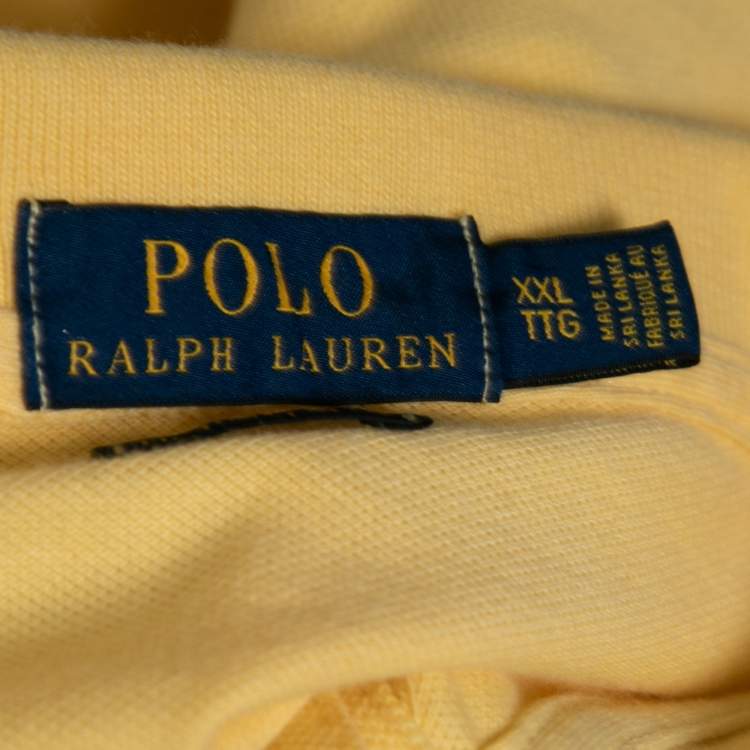 POLO
RALPH LAUREN
XXL
TTG
MADE IN
SRI LANKA
FABRIQUÉ AU
SRI LANKA